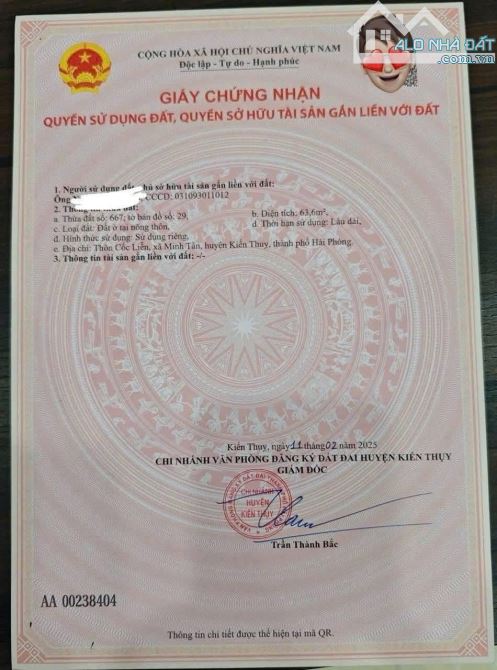 ALO NHÀ ĐẤT
.com.vn
CỘNG HÒA XÃ HỘI CHỦ NGHĨA VIỆT NAM
Độc lập - Tự do - Hạnh phúc
GIẤY CHỨNG NHẬN
QUYỀN SỬ DỤNG ĐẤT, QUYỀN SỞ HỮU TÀI SẢN GẮN LIỀN VỚI ĐẤT
1. Người sử dụng đất, chủ sở hữu tài sản gắn liền với đất:
Ông CCCD: 031093011012
2. Thông tin thửa đất:
a. Thửa đất số: 667; tờ bản đồ số: 29,
b. Diện tích: 63,6m²,
c. Loại đất: Đất ở tại nông thôn,
d. Thời hạn sử dụng: Lâu dài,
đ. Hình thức sử dụng: Sử dụng riêng,
e. Địa chỉ: Thôn Cốc Liễn, xã Minh Tân, huyện Kiến Thụy, thành phố Hải Phòng.
3. Thông tin tài sản gắn liền với đất: -/-
Kiến Thụy, ngày 11 tháng 02 năm 2025
CHI NHÁNH VĂN PHÒNG ĐĂNG KÝ ĐẤT ĐAI HUYỆN KIẾN THỤY
GIÁM ĐỐC
CHI NHÁNH
HUYỆN
KIẾN THỤY
Trần Thành Bắc
AA 00238404
Thông tin chi tiết được thể hiện tại mã QR.